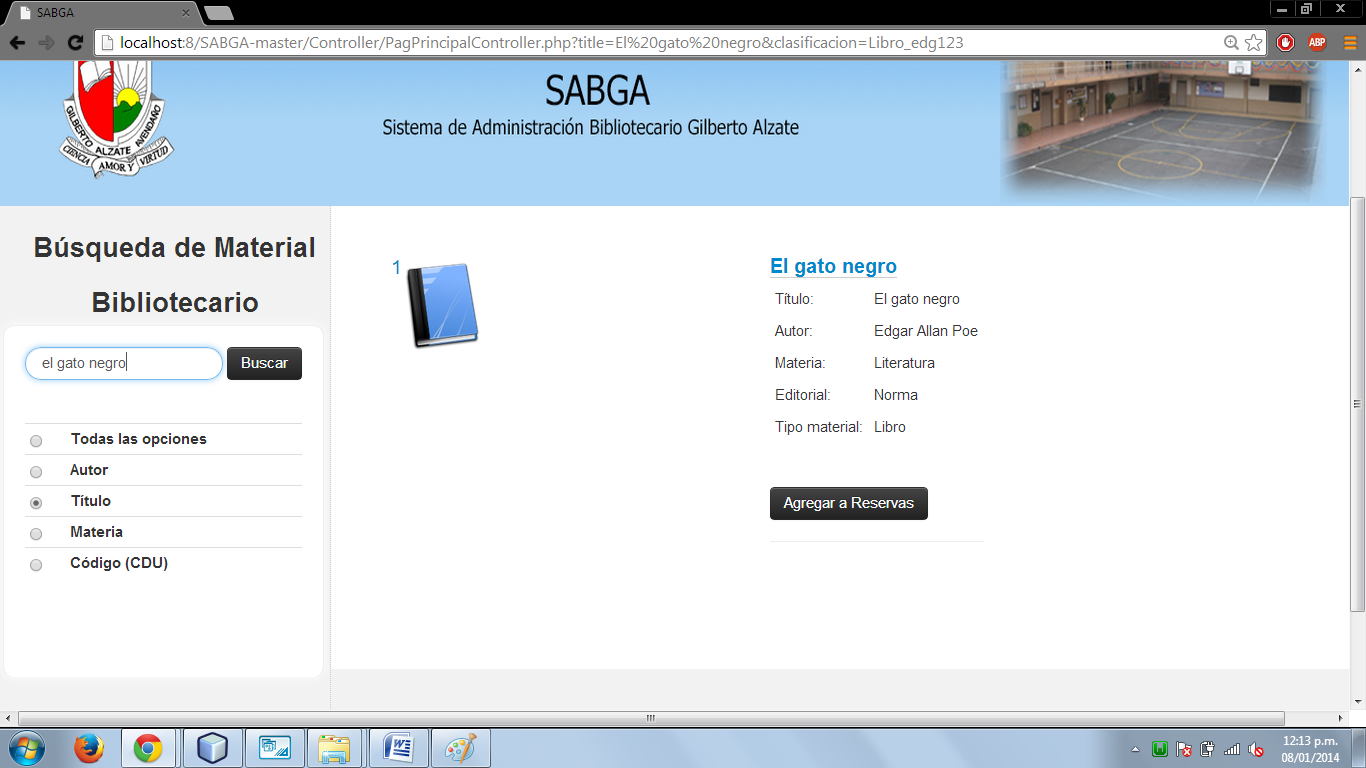 SABGA
localhost:8/SABGA-master/Controller/PagPrincipalController.php?title=El%20gato%20negro&clasificacion=Libro_edg123
ABP
GILBERTO ALZATE AVENDAÑO
CIENCIA AMOR Y VIRTUD
SABGA
Sistema de Administración Bibliotecario Gilberto Alzate
Búsqueda de Material
Bibliotecario
el gato negro
Buscar
Todas las opciones
Autor
Título
Materia
Código (CDU)
1
El gato negro
Título: El gato negro
Autor: Edgar Allan Poe
Materia: Literatura
Editorial: Norma
Tipo material: Libro
Agregar a Reservas
12:13 p.m.
08/01/2014